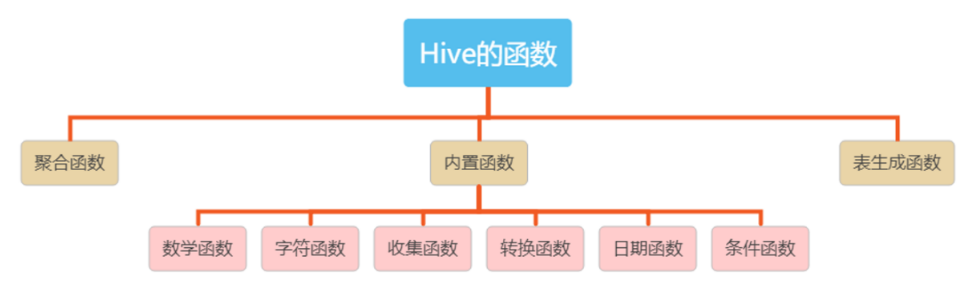 Hive的函数
聚合函数
内置函数
表生成函数
数学函数
字符函数
收集函数
转换函数
日期函数
条件函数